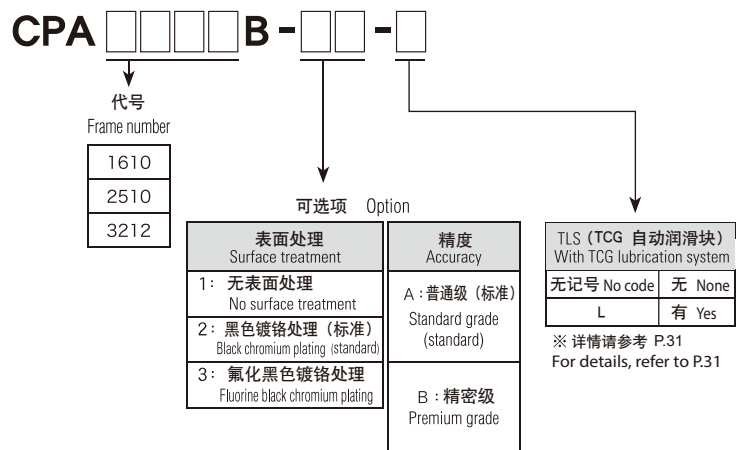 CPA □□□□ B - □□ - □
代号
Frame number
1610
2510
3212
可选项 Option
表面处理
Surface treatment
1：无表面处理
No surface treatment
2：黑色镀铬处理（标准）
Black chromium plating (standard)
3：氟化黑色镀铬处理
Fluorine black chromium plating
精度
Accuracy
A：普通级（标准）
Standard grade
(standard)
B：精密级
Premium grade
TLS（TCG 自动润滑块）
With TCG lubrication system
无记号 No code 无 None
L 有 Yes
※ 详情请参考 P.31
For details, refer to P.31